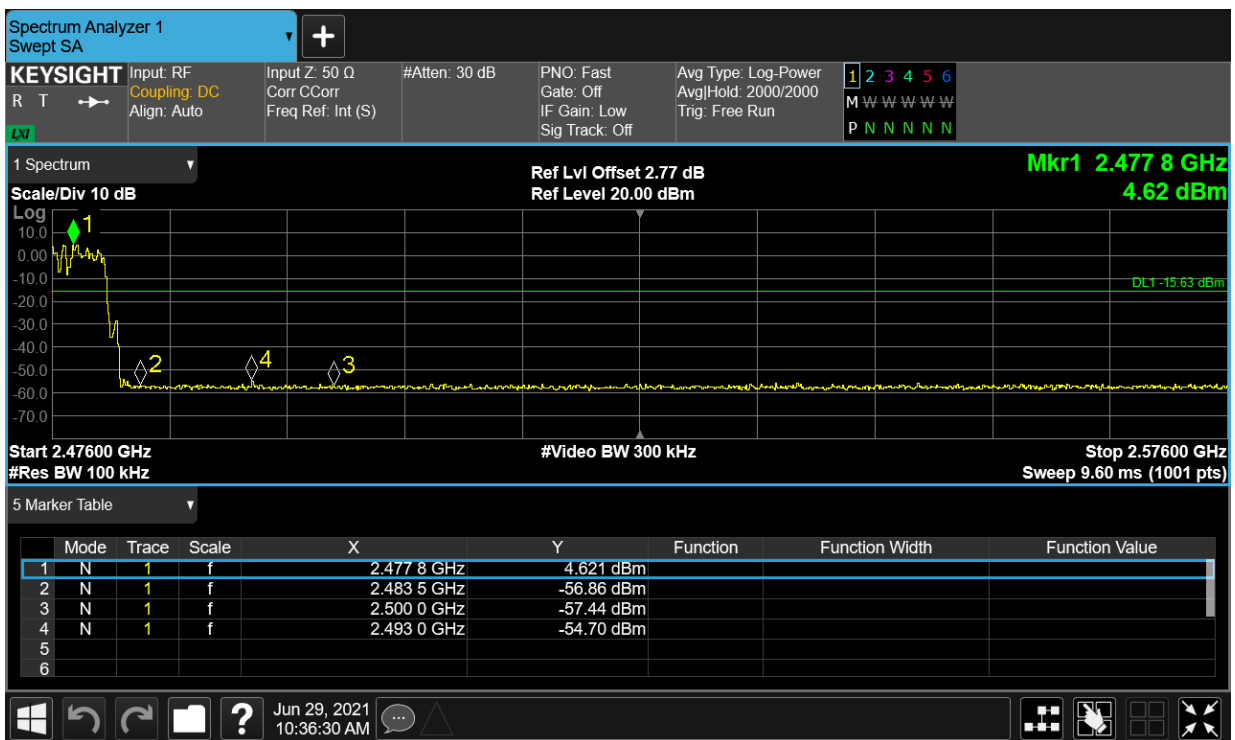 Spectrum Analyzer 1
Swept SA
+
KEYSIGHT Input: RF Input Z: 50 Ω #Atten: 30 dB PNO: Fast Avg Type: Log-Power 1 2 3 4 5 6
R T Coupling: DC Corr CCorr Gate: Off Avg|Hold: 2000/2000 M W W W W W
Align: Auto Freq Ref: Int (S) IF Gain: Low Trig: Free Run
LXI Sig Track: Off P N N N N N
1 Spectrum Ref Lvl Offset 2.77 dB Mkr1 2.477 8 GHz
Scale/Div 10 dB Ref Level 20.00 dBm 4.62 dBm
Log
1
10.0
0.00
-10.0
DL1 -15.63 dBm
-20.0
-30.0
-40.0
2 4 3
-50.0
-60.0
-70.0
Start 2.47600 GHz #Video BW 300 kHz Stop 2.57600 GHz
#Res BW 100 kHz Sweep 9.60 ms (1001 pts)
5 Marker Table
Mode Trace Scale X Y Function Function Width Function Value
1 N 1 f 2.477 8 GHz 4.621 dBm
2 N 1 f 2.483 5 GHz -56.86 dBm
3 N 1 f 2.500 0 GHz -57.44 dBm
4 N 1 f 2.493 0 GHz -54.70 dBm
5
6
? Jun 29, 2021
10:36:30 AM